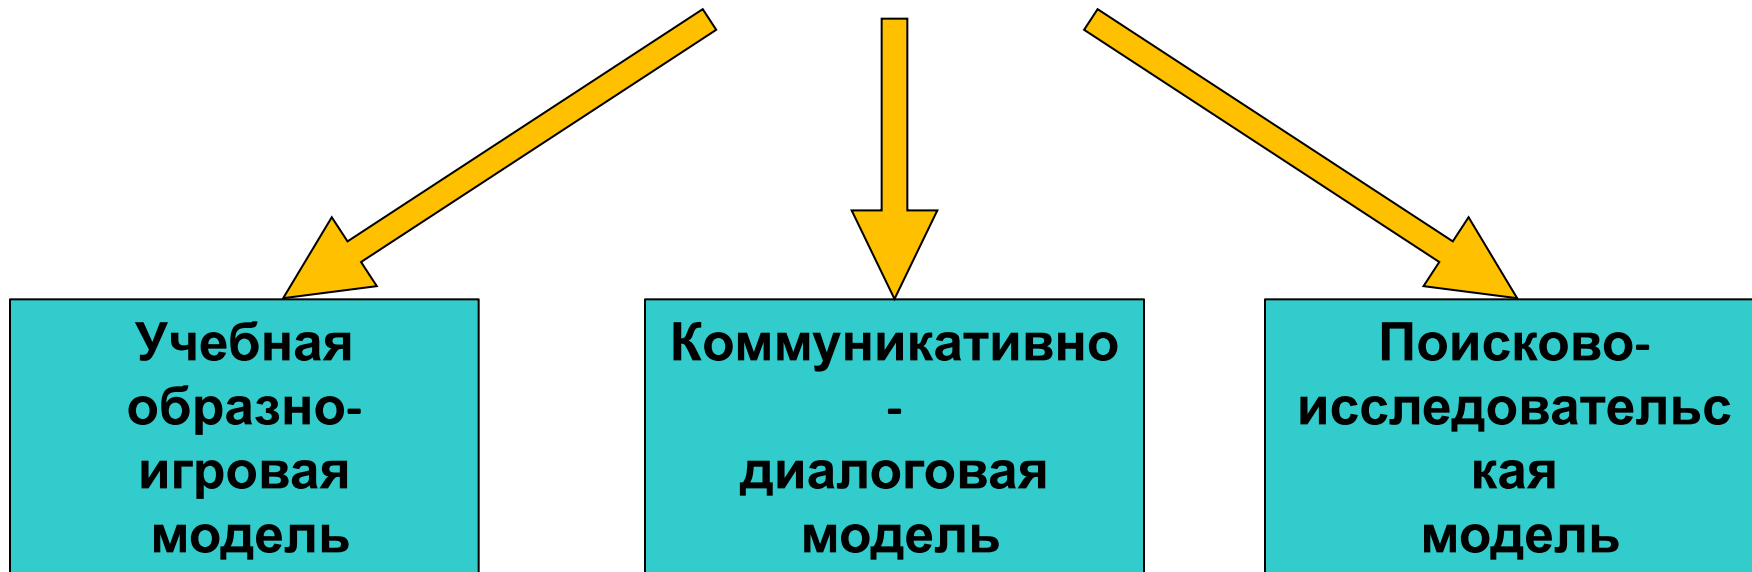 Учебная
образно-
игровая
модель
Коммуникативно
-
диалоговая
модель
Поисково-
исследовательс
кая
модель